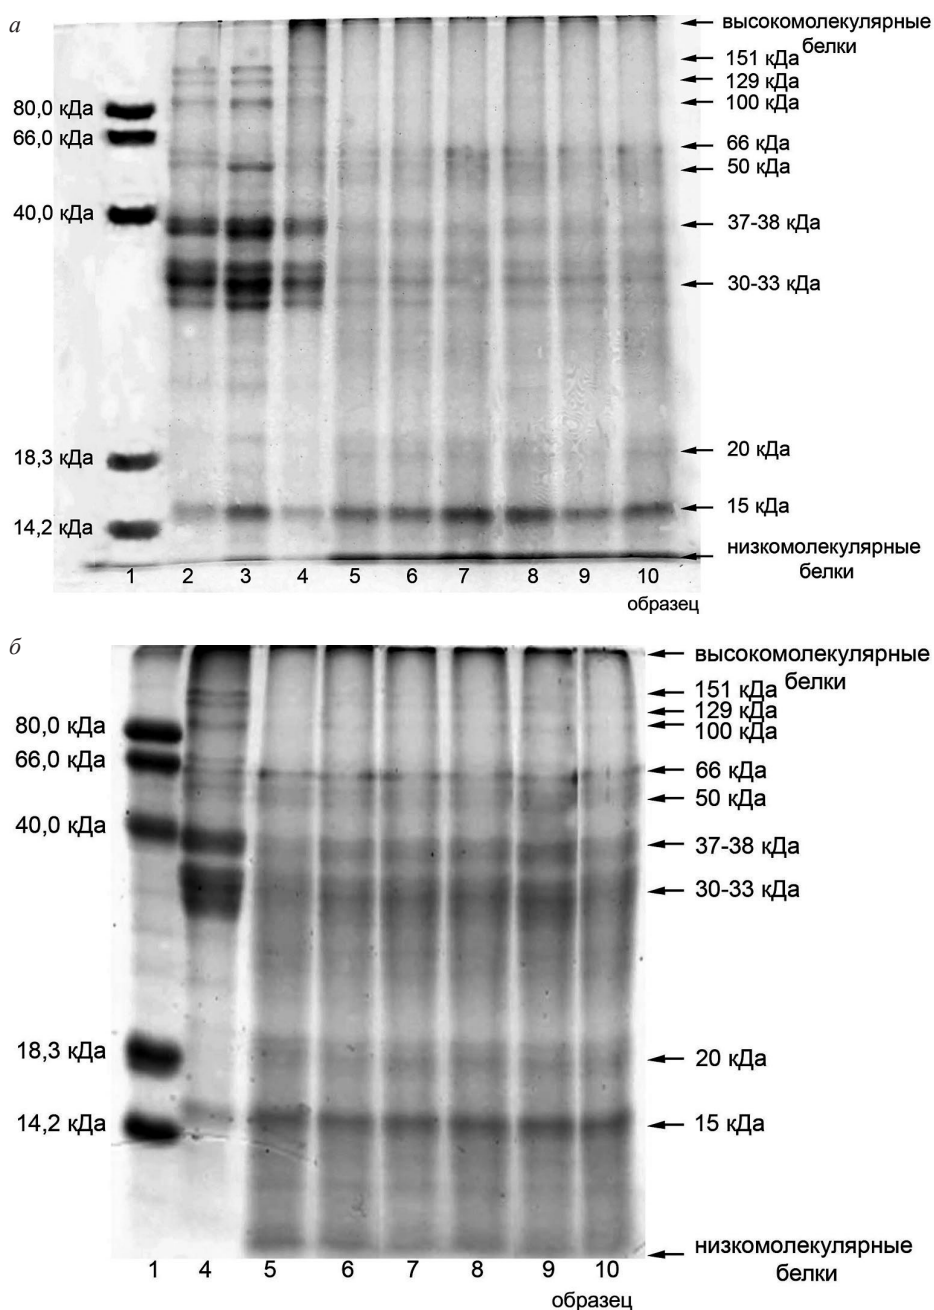 а
высокомолекулярные
белки
151 кДа
129 кДа
100 кДа
80,0 кДа
66,0 кДа
66 кДа
50 кДа
40,0 кДа
37-38 кДа
30-33 кДа
20 кДа
18,3 кДа
15 кДа
14,2 кДа
низкомолекулярные
белки
1 2 3 4 5 6 7 8 9 10
образец
б
высокомолекулярные
белки
151 кДа
129 кДа
100 кДа
80,0 кДа
66,0 кДа
66 кДа
50 кДа
40,0 кДа
37-38 кДа
30-33 кДа
18,3 кДа
20 кДа
14,2 кДа
15 кДа
низкомолекулярные
белки
1 4 5 6 7 8 9 10
образец